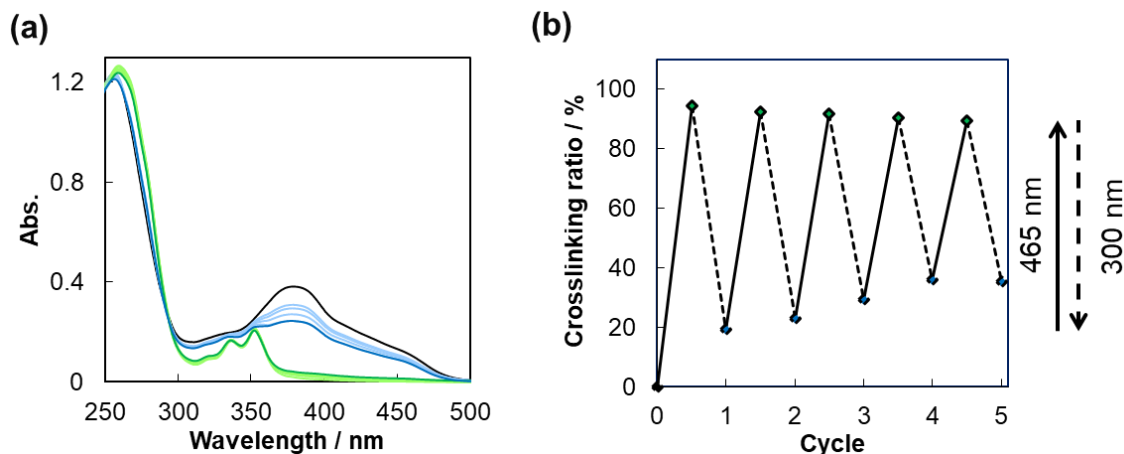 (a)
Abs.
1.2
0.8
0.4
0
250 300 350 400 450 500
Wavelength / nm
(b)
Crosslinking ratio / %
100
80
60
40
20
0
0 1 2 3 4 5
Cycle
465 nm
300 nm